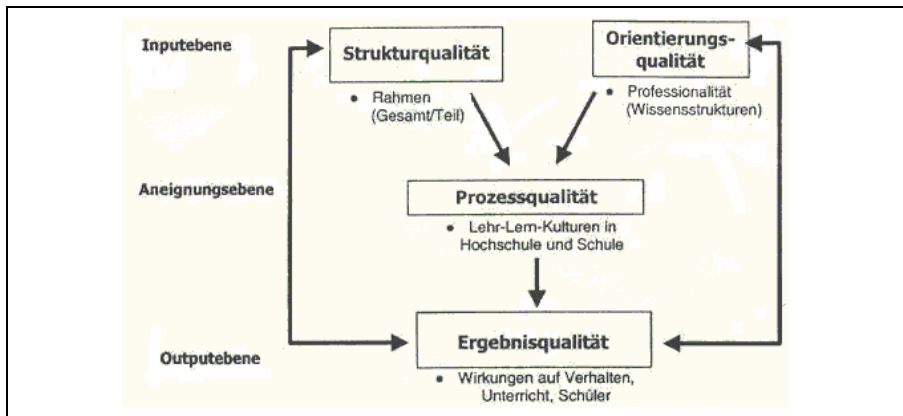 Inputebene
Strukturqualität
Orientierungs-
qualität
• Rahmen
(Gesamt/Teil)
• Professionalität
(Wissensstrukturen)
Aneignungsebene
Prozessqualität
• Lehr-Lern-Kulturen in
Hochschule und Schule
Ergebnisqualität
Outputebene
• Wirkungen auf Verhalten,
Unterricht, Schüler